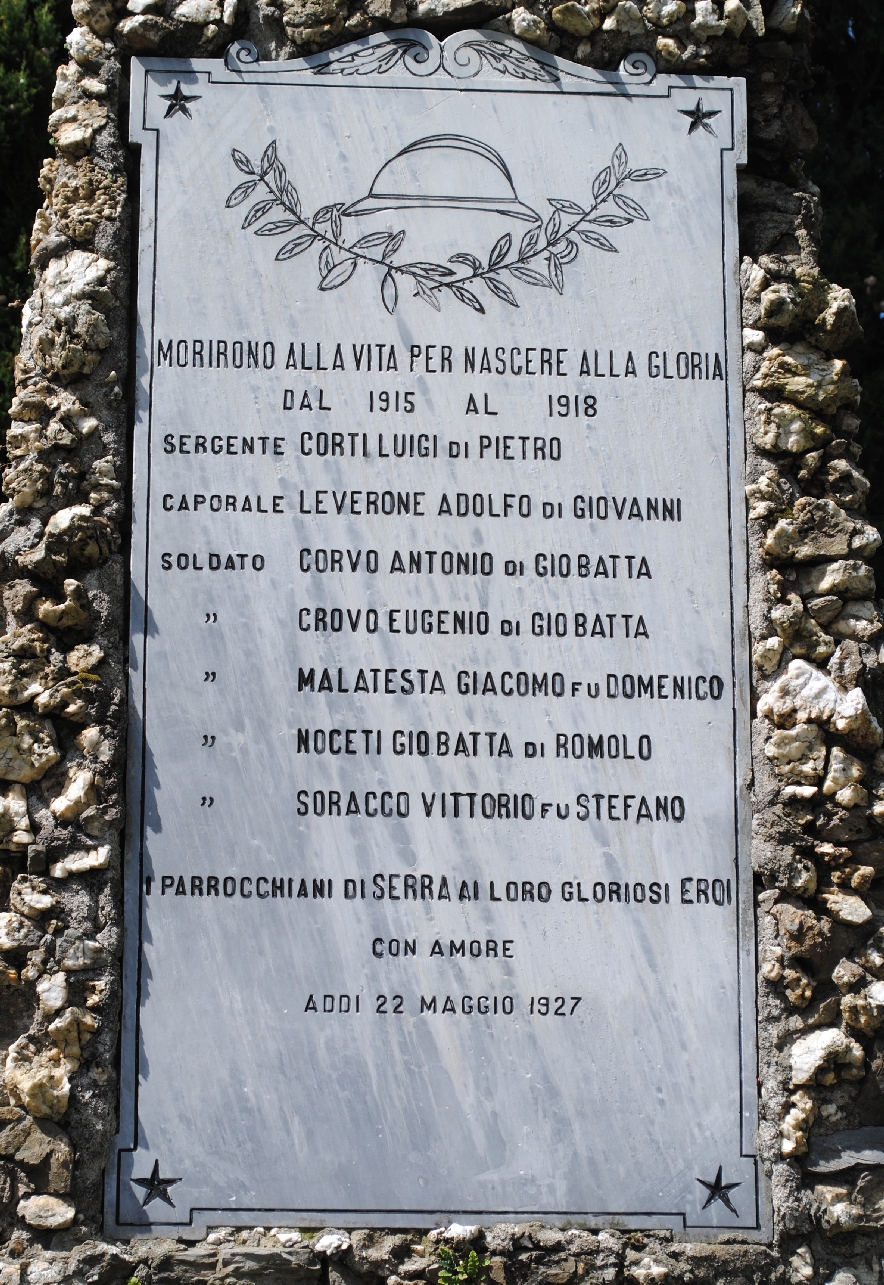 MORIRONO ALLA VITA PER NASCERE ALLA GLORIA
DAL 1915 AL 1918
SERGENTE CORTI LUIGI DI PIETRO
CAPORALE LEVERONE ADOLFO DI GIOVANNI
SOLDATO CORVO ANTONIO DI GIO.BATTA
„ CROVO EUGENIO DI GIO.BATTA
„ MALATESTA GIACOMO FU DOMENICO
„ NOCETI GIO.BATTA DI ROMOLO
„ SORACCO VITTORIO FU STEFANO
I PARROCCHIANI DI SERRA AI LORO GLORIOSI EROI
CON AMORE
ADDI 22 MAGGIO 1927